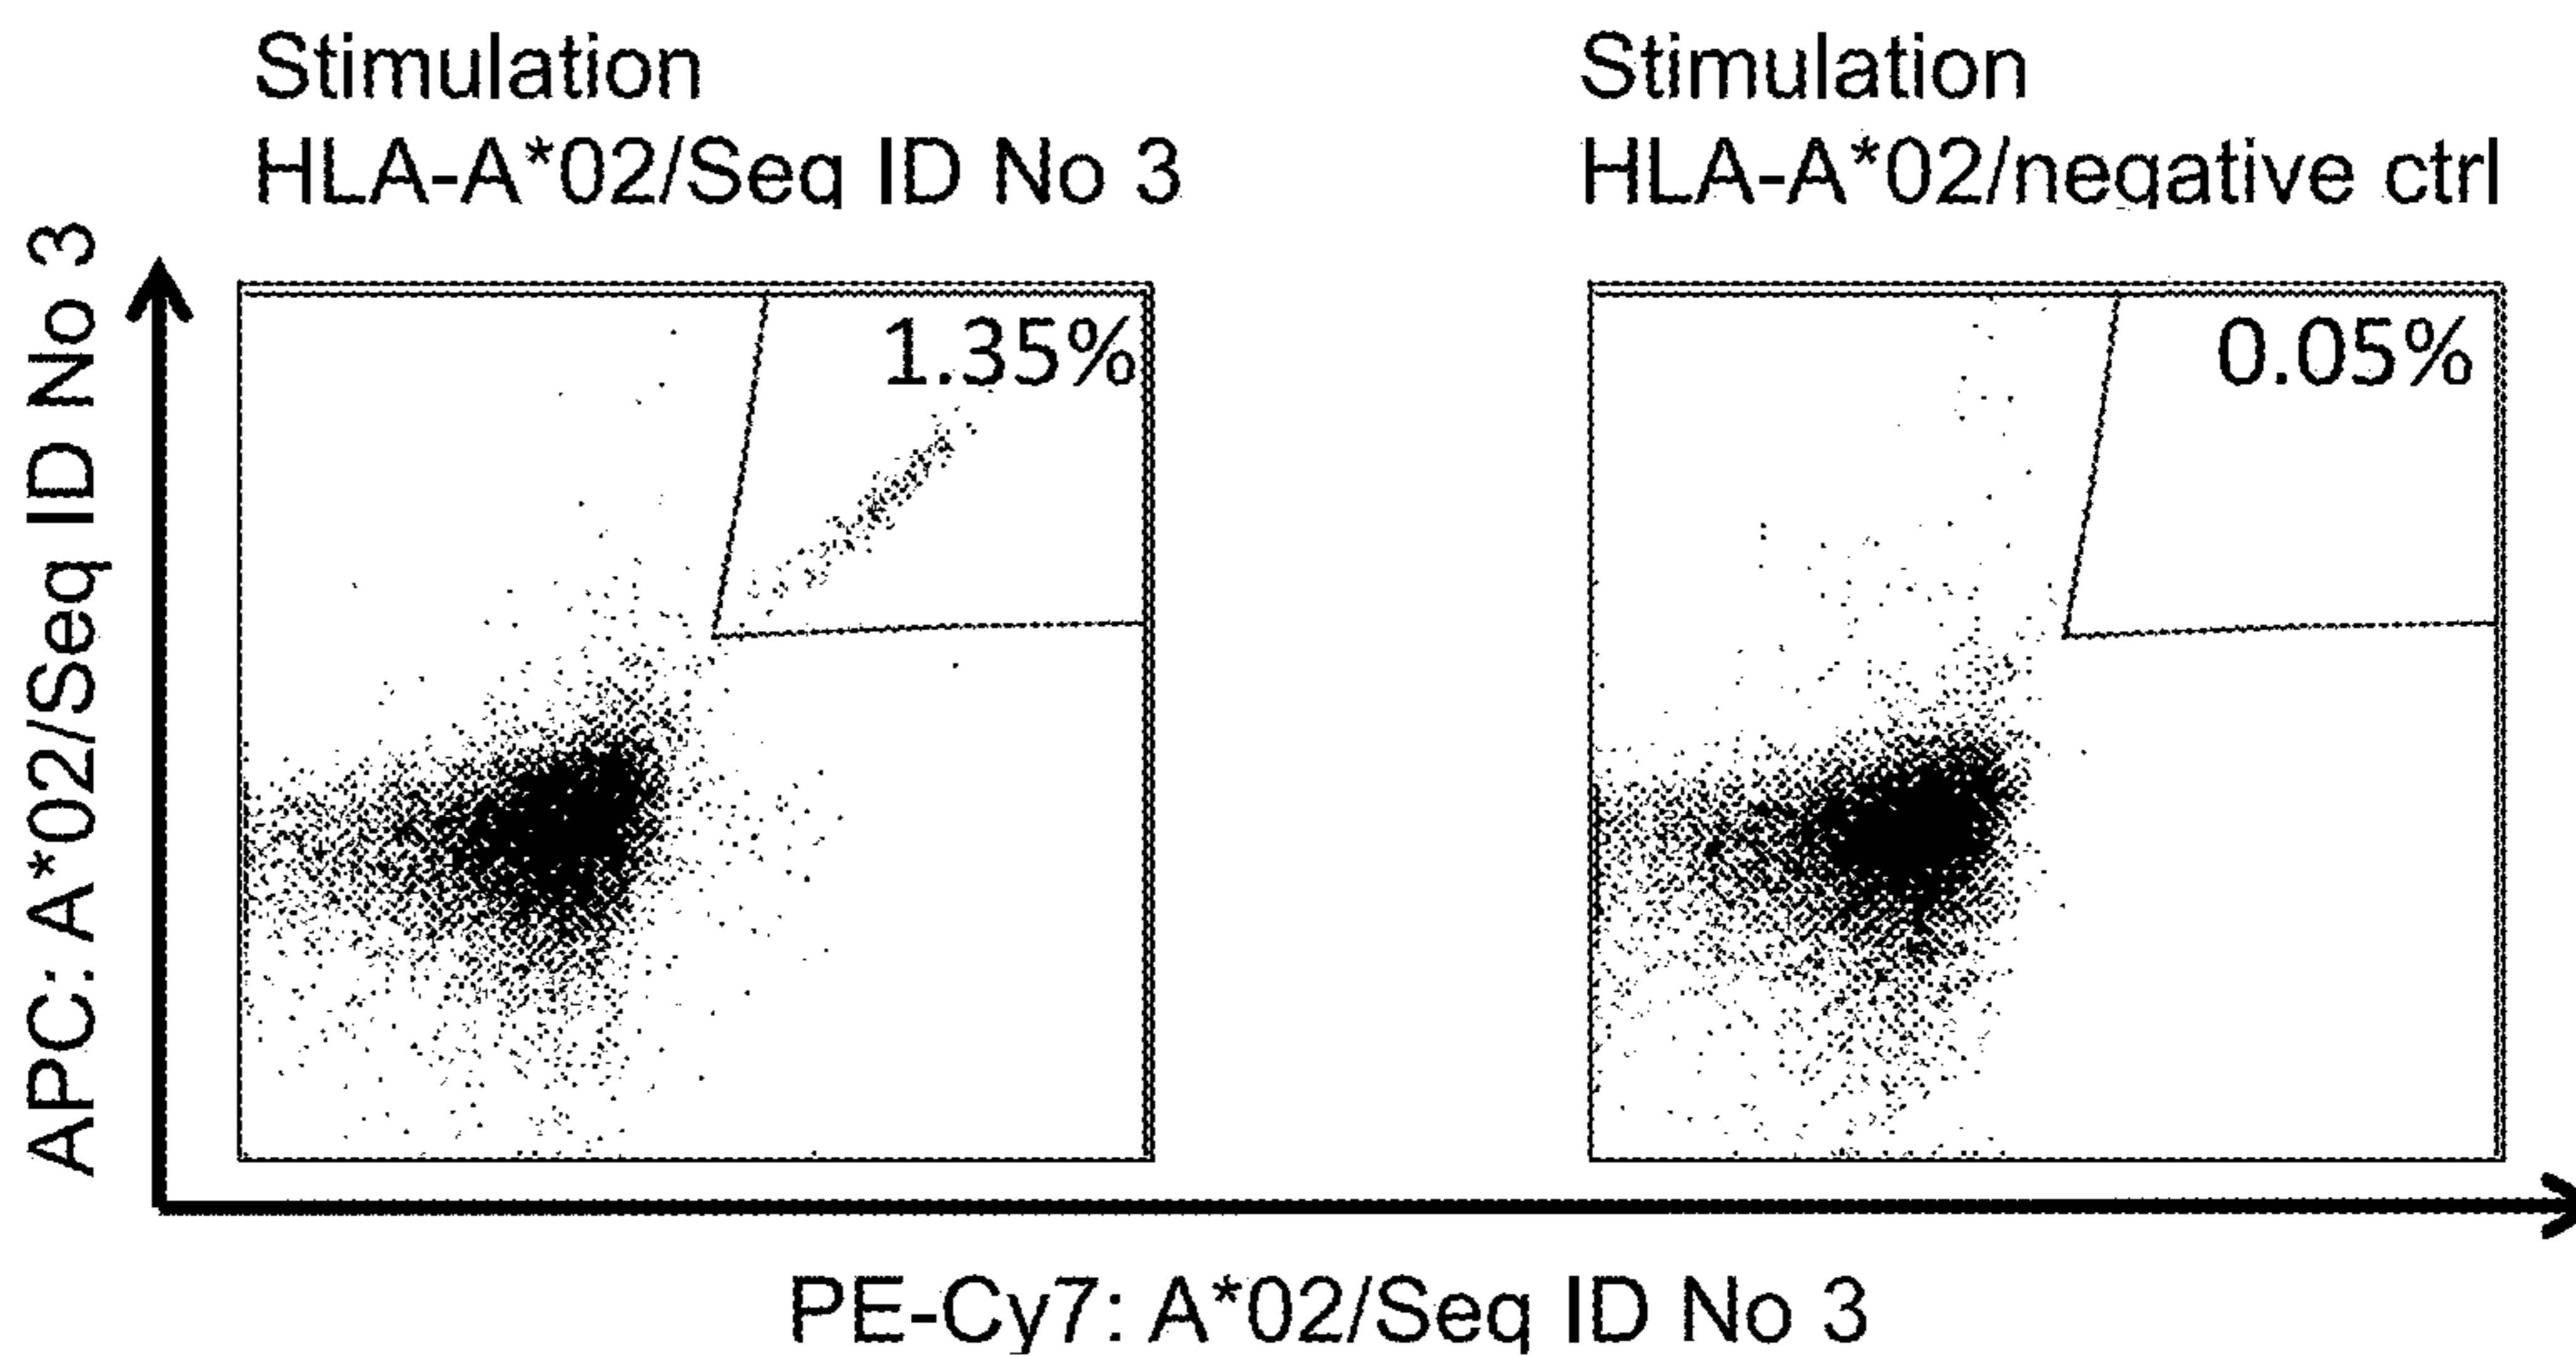 Stimulation
HLA-A*02/Seq ID No 3
Stimulation
HLA-A*02/negative ctrl
APC: A*02/Seq ID No 3
1.35%
0.05%
PE-Cy7: A*02/Seq ID No 3